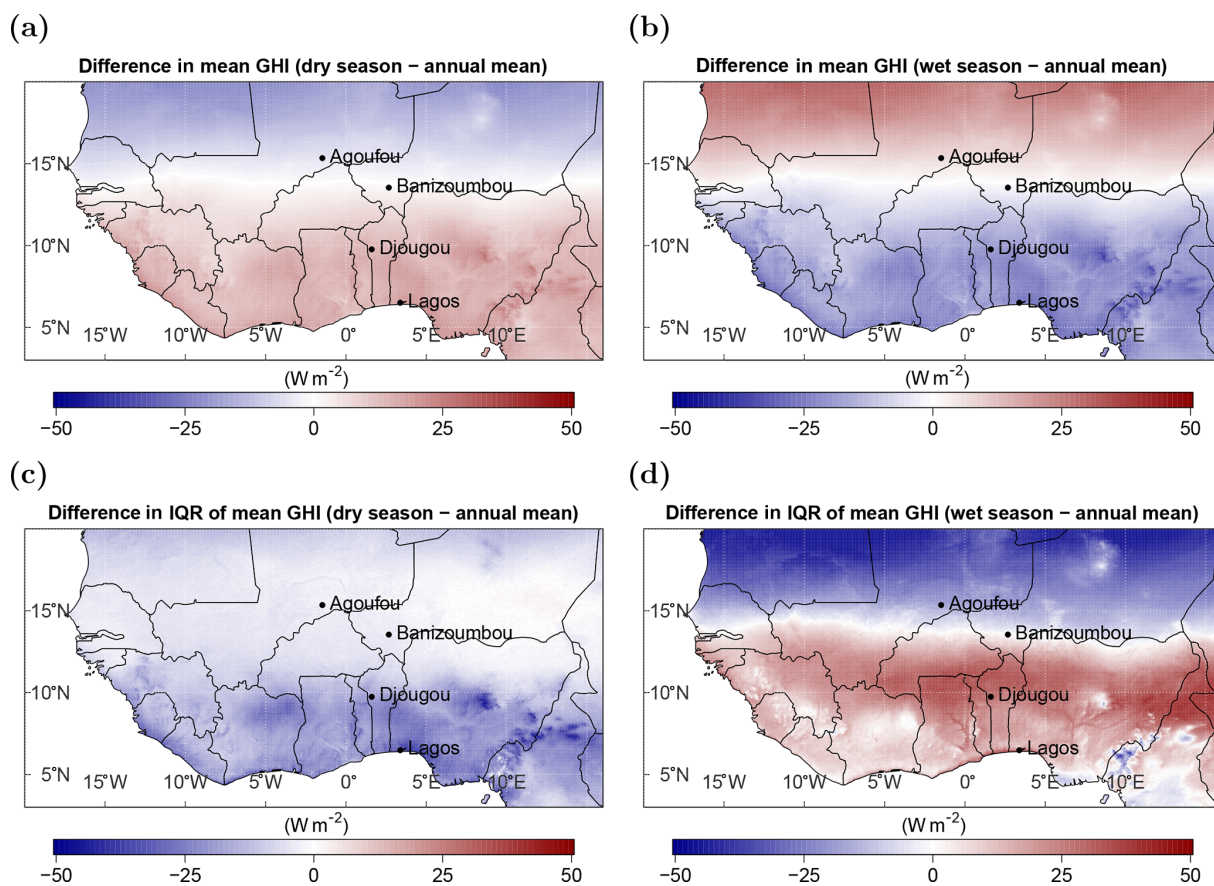 (a)
Difference in mean GHI (dry season − annual mean)
15°N
10°N
5°N
15°W 10°W 5°W 0° 5°E 10°E
Agoufou
Banizoumbou
Djougou
Lagos
(W m−2)
−50 −25 0 25 50
(b)
Difference in mean GHI (wet season − annual mean)
15°N
10°N
5°N
15°W 10°W 5°W 0° 5°E 10°E
Agoufou
Banizoumbou
Djougou
Lagos
(W m−2)
−50 −25 0 25 50
(c)
Difference in IQR of mean GHI (dry season − annual mean)
15°N
10°N
5°N
15°W 10°W 5°W 0° 5°E 10°E
Agoufou
Banizoumbou
Djougou
Lagos
(W m−2)
−50 −25 0 25 50
(d)
Difference in IQR of mean GHI (wet season − annual mean)
15°N
10°N
5°N
15°W 10°W 5°W 0° 5°E 10°E
Agoufou
Banizoumbou
Djougou
Lagos
(W m−2)
−50 −25 0 25 50